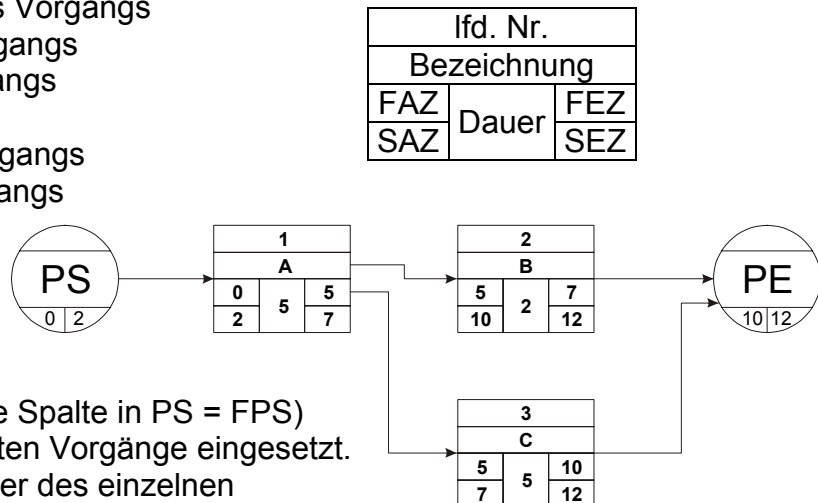 s Vorgangs
gangs
angs
gangs
angs
lfd. Nr.
Bezeichnung
FAZ Dauer FEZ
SAZ SEZ
PS
0 2
1
A
0 5 5
2 7
2
B
5 2 7
10 12
PE
10 12
3
C
5 5 10
7 12
e Spalte in PS = FPS)
ten Vorgänge eingesetzt.
er des einzelnen